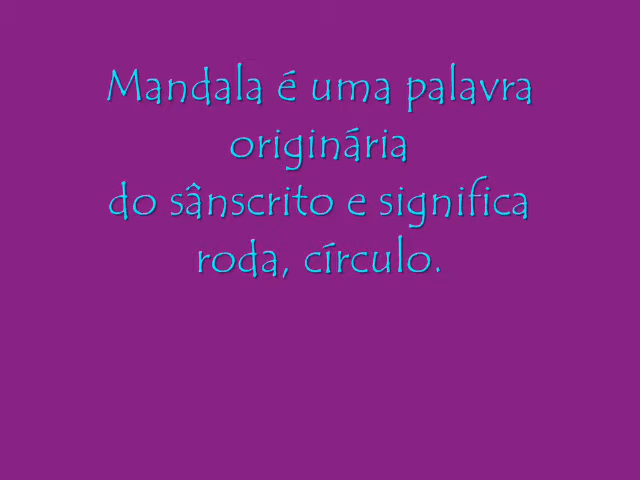 Mandala é uma palavra
originária
do sânscrito e significa
roda, círculo.